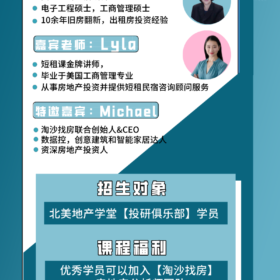 电子工程硕士，工商管理硕士
10余年旧房翻新，出租房投资经验
嘉宾老师：Lyla
短租课金牌讲师，
毕业于美国工商管理专业
从事房地产投资并提供短租民宿咨询顾问服务
特邀嘉宾：Michael
淘沙找房联合创始人&CEO
数据控，创意建筑和智能家居达人
资深房地产投资人
招生对象
北美地产学堂【投研俱乐部】学员
课程福利
优秀学员可以加入【淘沙找房】